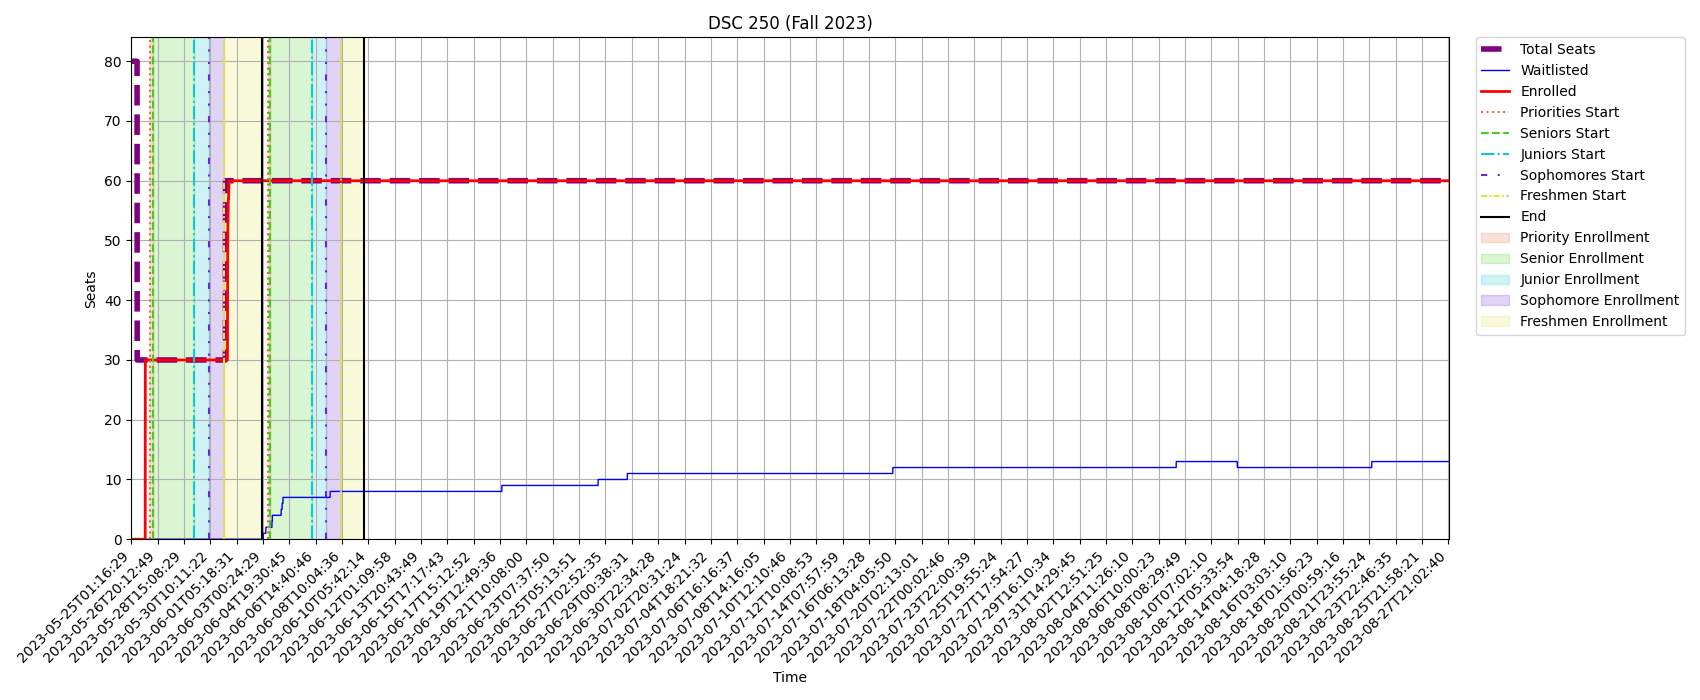 DSC 250 (Fall 2023)
Total Seats
Waitlisted
Enrolled
Priorities Start
Seniors Start
Juniors Start
Sophomores Start
Freshmen Start
End
Priority Enrollment
Senior Enrollment
Junior Enrollment
Sophomore Enrollment
Freshmen Enrollment
Seats
80
70
60
50
40
30
20
10
0
2023-05-25T01:16:29
2023-05-26T20:12:49
2023-05-28T15:08:29
2023-05-30T10:11:22
2023-06-01T05:18:31
2023-06-03T00:24:29
2023-06-04T19:30:45
2023-06-06T14:40:46
2023-06-08T10:04:36
2023-06-10T05:42:14
2023-06-12T01:09:58
2023-06-13T20:43:49
2023-06-15T17:17:43
2023-06-17T15:12:52
2023-06-19T12:49:36
2023-06-21T10:08:00
2023-06-23T07:37:50
2023-06-25T05:13:51
2023-06-27T02:52:35
2023-06-29T00:38:31
2023-06-30T22:34:28
2023-07-02T20:31:24
2023-07-04T18:21:32
2023-07-06T16:16:37
2023-07-08T14:16:05
2023-07-10T12:10:46
2023-07-12T10:08:53
2023-07-14T07:57:59
2023-07-16T06:13:28
2023-07-18T04:05:50
2023-07-20T02:13:01
2023-07-22T00:02:46
2023-07-23T22:00:39
2023-07-25T19:55:24
2023-07-27T17:54:27
2023-07-29T16:10:34
2023-07-31T14:29:45
2023-08-02T12:51:25
2023-08-04T11:26:10
2023-08-06T10:00:23
2023-08-08T08:29:49
2023-08-10T07:02:10
2023-08-12T05:33:54
2023-08-14T04:18:28
2023-08-16T03:03:10
2023-08-18T01:56:23
2023-08-20T00:59:16
2023-08-21T23:55:24
2023-08-23T22:46:35
2023-08-25T21:58:21
2023-08-27T21:02:40
Time